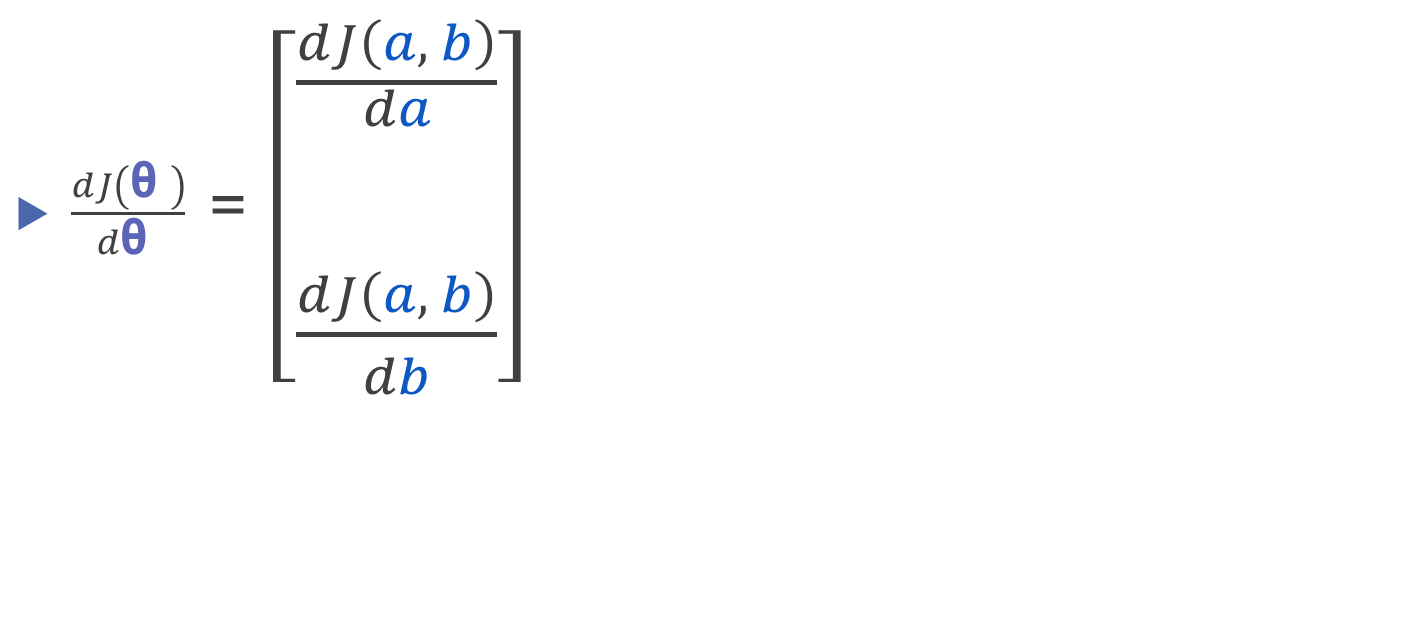 dJ(a, b)
da
dJ(θ ) =
dθ
dJ(a, b)
db